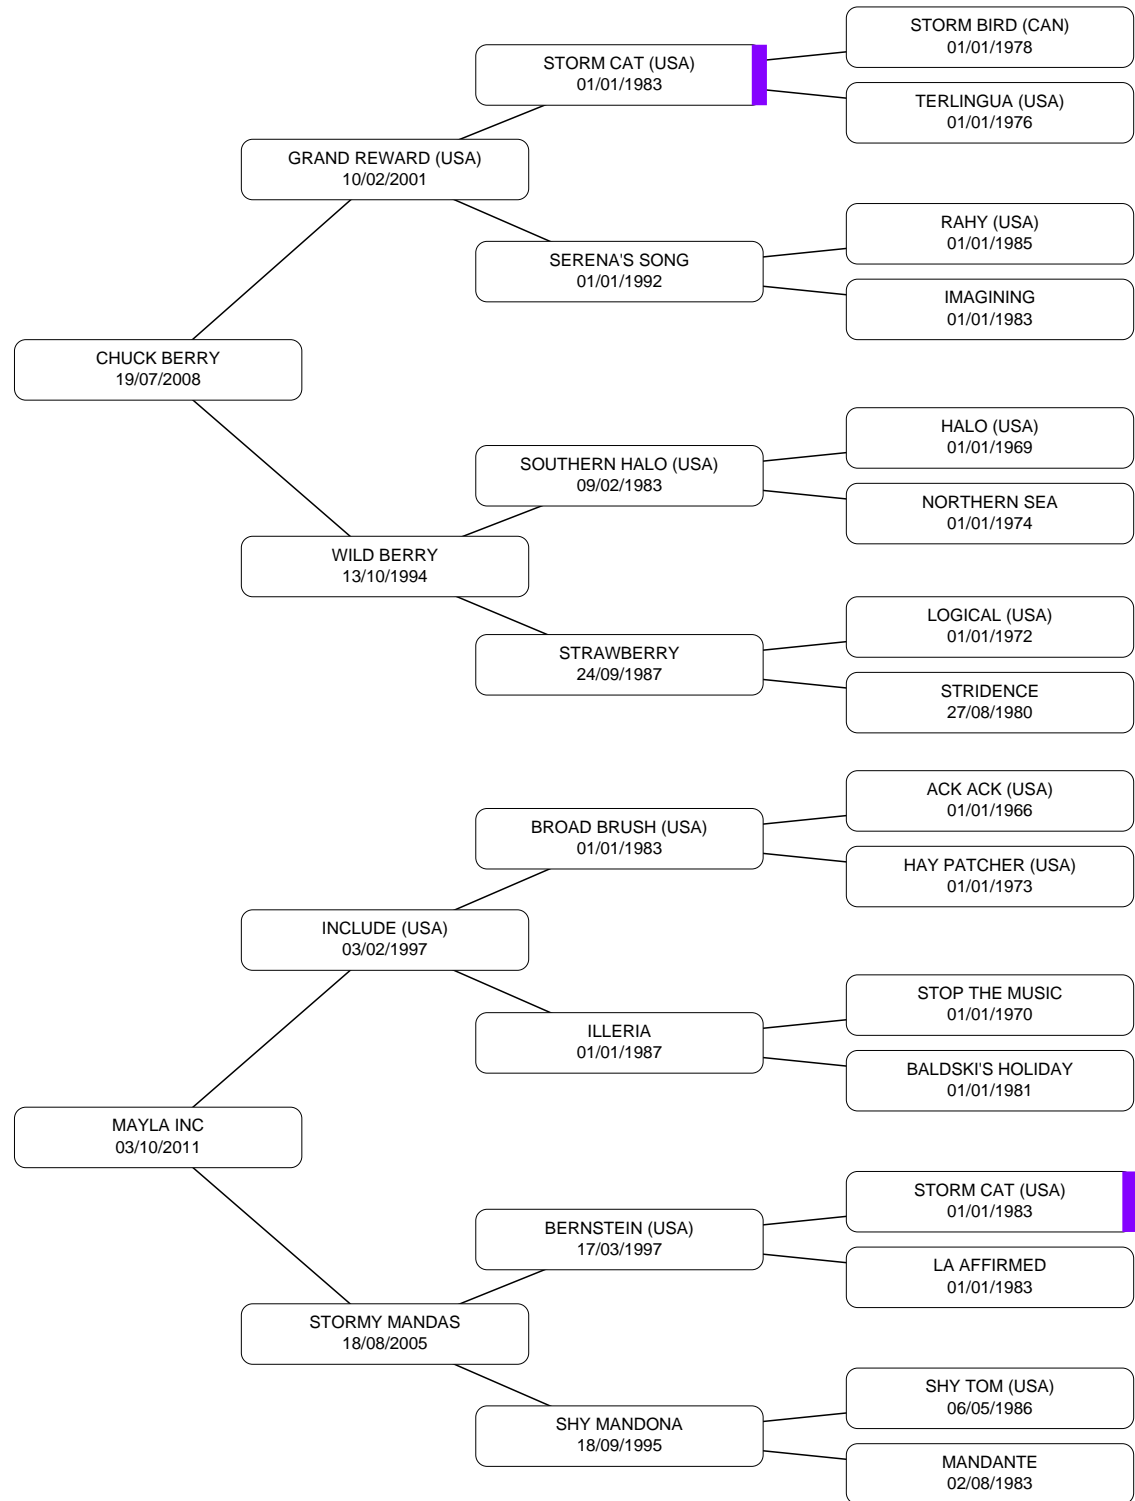 STORM BIRD (CAN)
01/01/1978
STORM CAT (USA)
01/01/1983
TERLINGUA (USA)
01/01/1976
GRAND REWARD (USA)
10/02/2001
RAHY (USA)
01/01/1985
SERENA'S SONG
01/01/1992
IMAGINING
01/01/1983
CHUCK BERRY
19/07/2008
HALO (USA)
01/01/1969
SOUTHERN HALO (USA)
09/02/1983
NORTHERN SEA
01/01/1974
WILD BERRY
13/10/1994
LOGICAL (USA)
01/01/1972
STRAWBERRY
24/09/1987
STRIDENCE
27/08/1980
ACK ACK (USA)
01/01/1966
BROAD BRUSH (USA)
01/01/1983
HAY PATCHER (USA)
01/01/1973
INCLUDE (USA)
03/02/1997
STOP THE MUSIC
01/01/1970
ILLERIA
01/01/1987
BALDSKI'S HOLIDAY
01/01/1981
MAYLA INC
03/10/2011
STORM CAT (USA)
01/01/1983
BERNSTEIN (USA)
17/03/1997
LA AFFIRMED
01/01/1983
STORMY MANDAS
18/08/2005
SHY TOM (USA)
06/05/1986
SHY MANDONA
18/09/1995
MANDANTE
02/08/1983